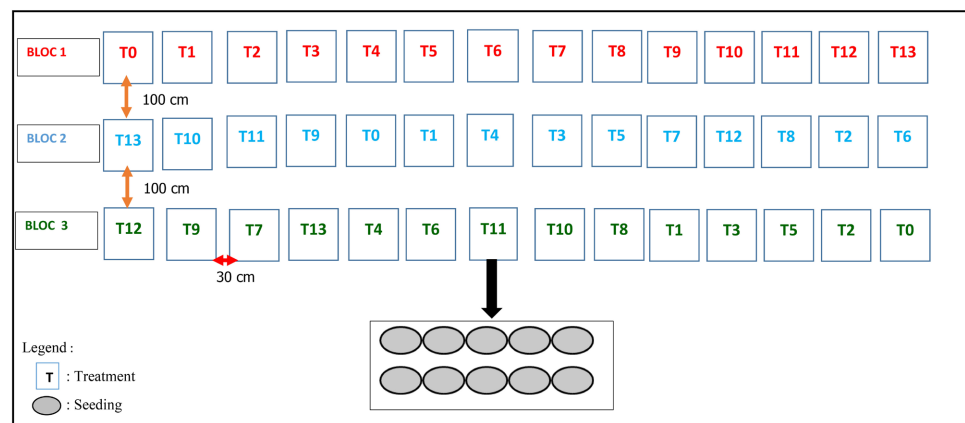 BLOC 1 T0 T1 T2 T3 T4 T5 T6 T7 T8 T9 T10 T11 T12 T13
100 cm
BLOC 2 T13 T10 T11 T9 T0 T1 T4 T3 T5 T7 T12 T8 T2 T6
100 cm
BLOC 3 T12 T9 T7 T13 T4 T6 T11 T10 T8 T1 T3 T5 T2 T0
30 cm
Legend :
T : Treatment
: Seeding